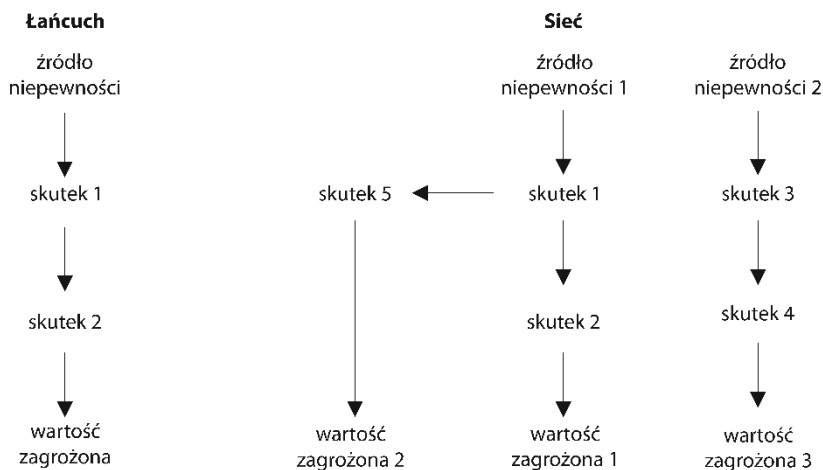 Łańcuch
Sieć
źródło
niepewności
źródło
niepewności 1
źródło
niepewności 2
skutek 1
skutek 5
skutek 1
skutek 3
skutek 2
skutek 2
skutek 4
wartość
zagrożona
wartość
zagrożona 2
wartość
zagrożona 1
wartość
zagrożona 3